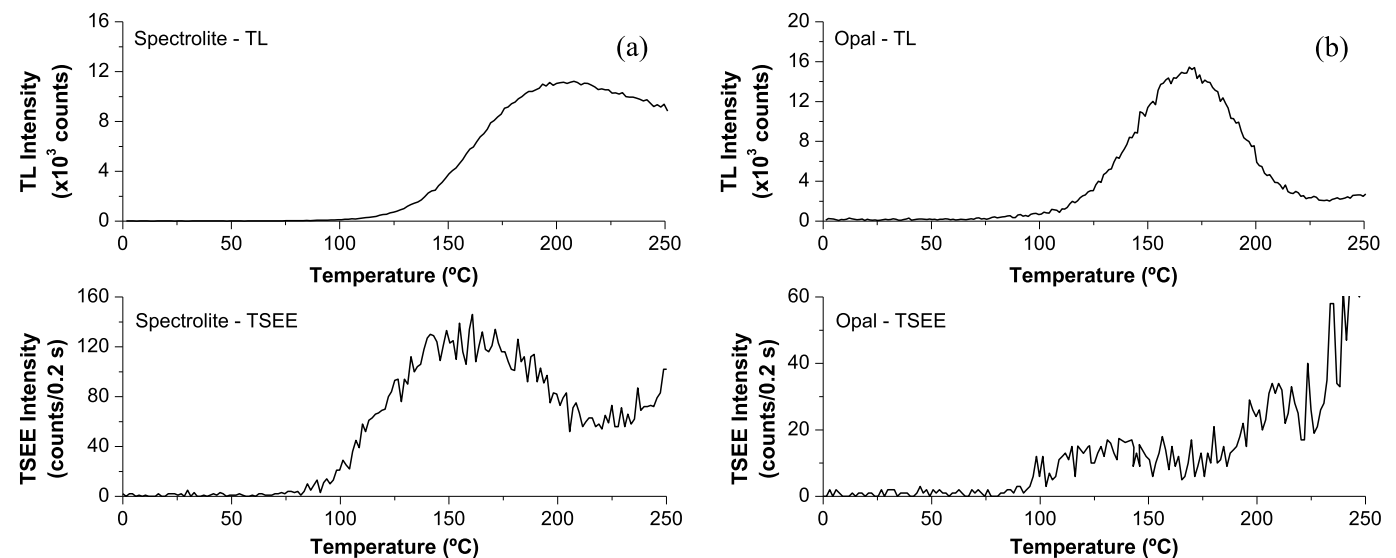 Spectrolite - TL
(a)
TL Intensity
(x10³ counts)
16
12
8
4
0
0 50 100 150 200 250
Temperature (ºC)
Opal - TL
(b)
TL Intensity
(x10³ counts)
20
16
12
8
4
0
0 50 100 150 200 250
Temperature (ºC)
Spectrolite - TSEE
TSEE Intensity
(counts/0.2 s)
160
120
80
40
0
0 50 100 150 200 250
Temperature (ºC)
Opal - TSEE
TSEE Intensity
(counts/0.2 s)
60
40
20
0
0 50 100 150 200 250
Temperature (ºC)